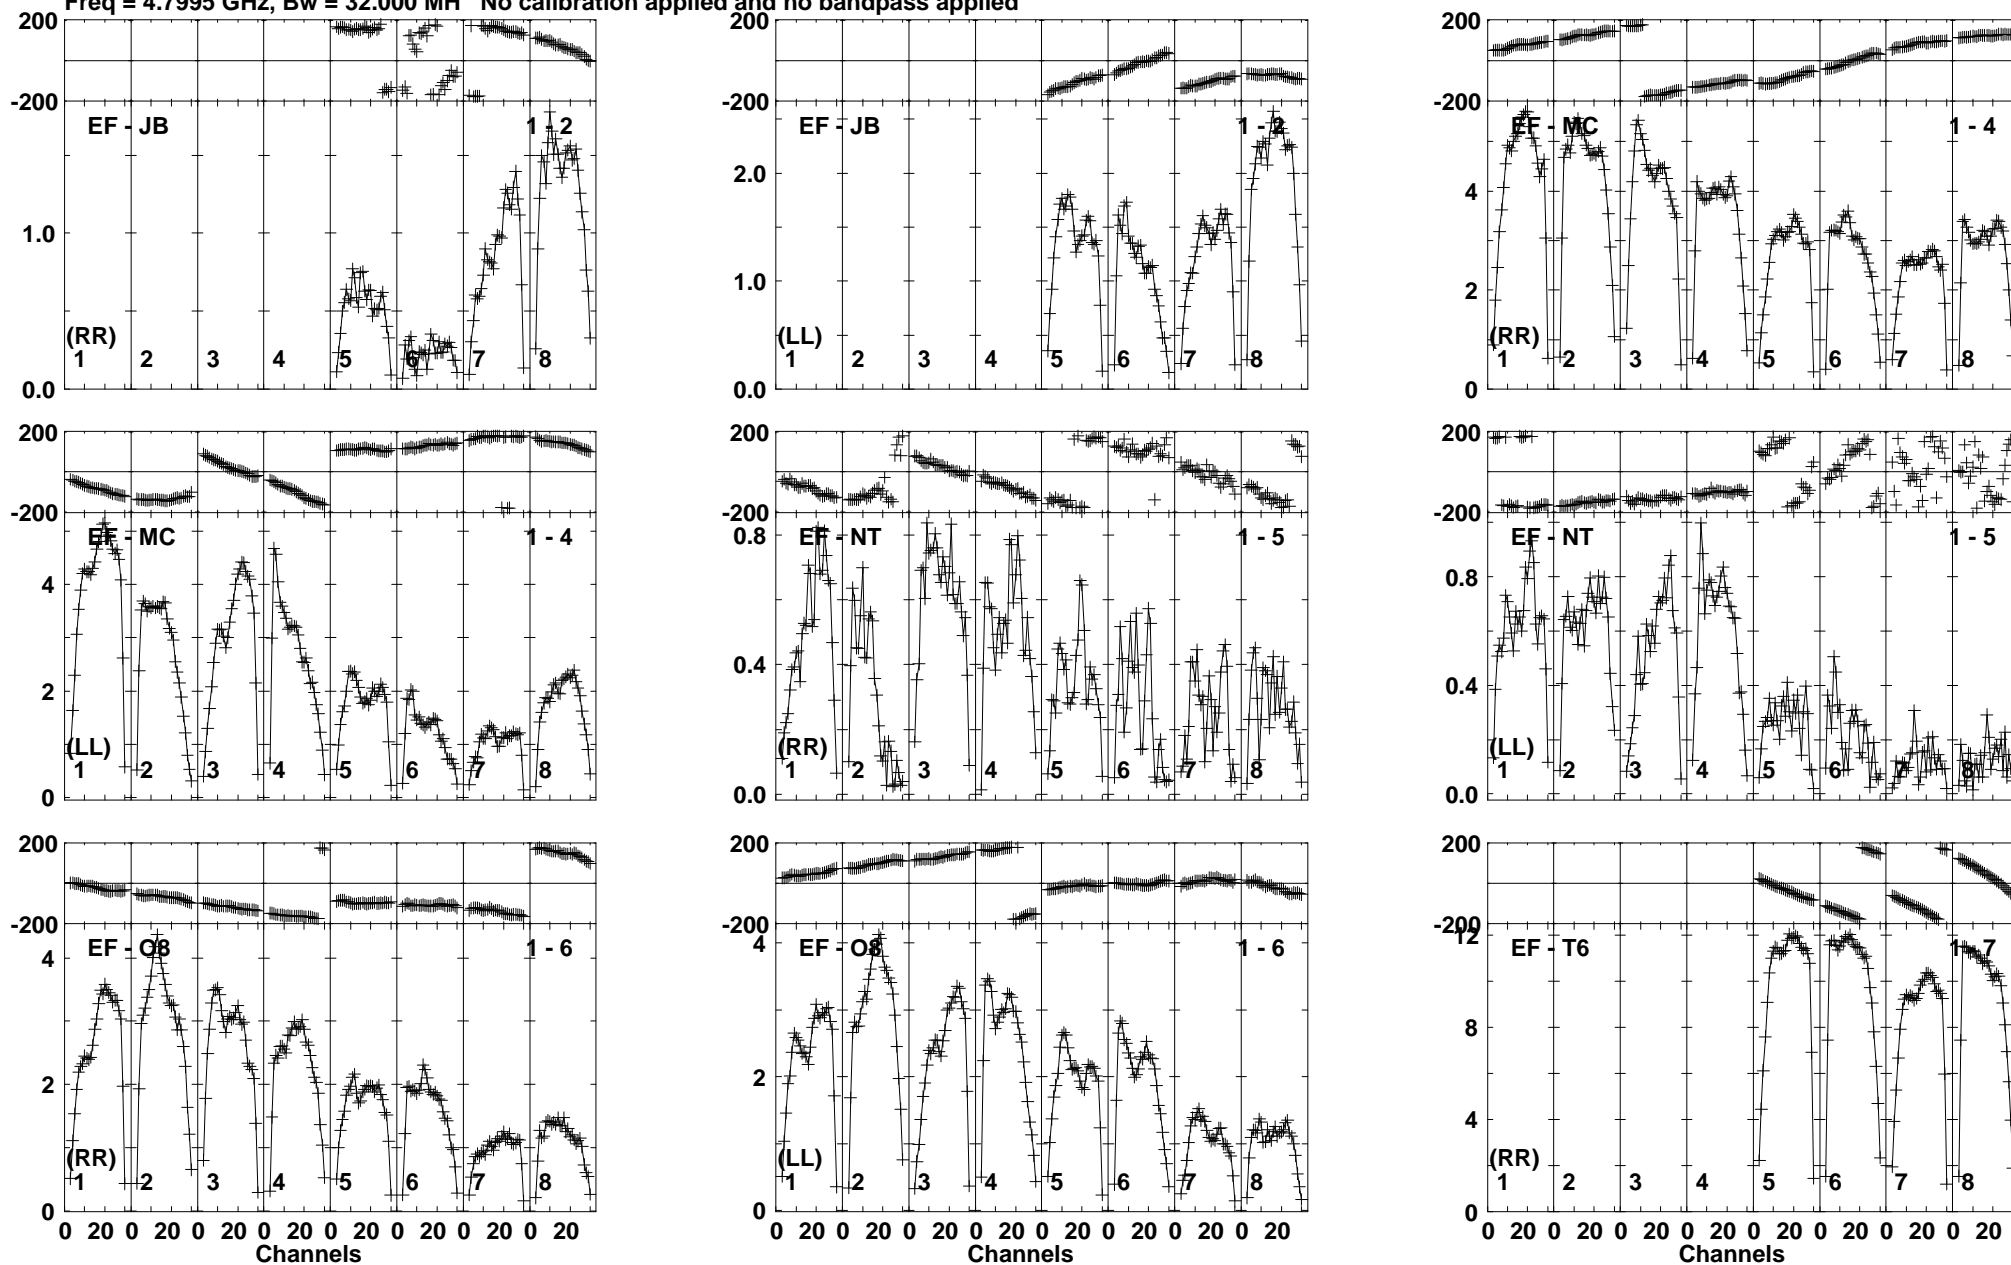 Freq = 4.7995 GHz, Bw = 32.000 MH No calibration applied and no bandpass applied
200 200 200
-200 -200 -200
EF - JB 1 - 2 EF - JB 1 - 2 EF - MC 1 - 4
1.0 2.0 4
1.0 2
(RR) (LL) (RR)
1 2 3 4 5 6 7 8 1 2 3 4 5 6 7 8 1 2 3 4 5 6 7 8
0.0 0.0 0
200 200 200
-200 -200 -200
EF - MC 1 - 4 EF - NT 1 - 5 EF - NT 1 - 5
4 0.8 0.8
2 0.4 0.4
(LL) (RR) (LL)
1 2 3 4 5 6 7 8 1 2 3 4 5 6 7 8 1 2 3 4 5 6 7 8
0 0.0 0.0
200 200 200
-200 -200 -200
EF - O8 1 - 6 EF - O8 1 - 6 EF - T6 1 - 7
4 4 12
2 2 8
4
(RR) (LL) (RR)
1 2 3 4 5 6 7 8 1 2 3 4 5 6 7 8 1 2 3 4 5 6 7 8
0 0 0
0 20 0 20 0 20 0 20 0 20 0 20 0 20 0 20 0 20 0 20 0 20 0 20 0 20 0 20 0 20 0 20 0 20 0 20 0 20 0 20 0 20 0 20 0 20 0 20
Channels Channels Channels